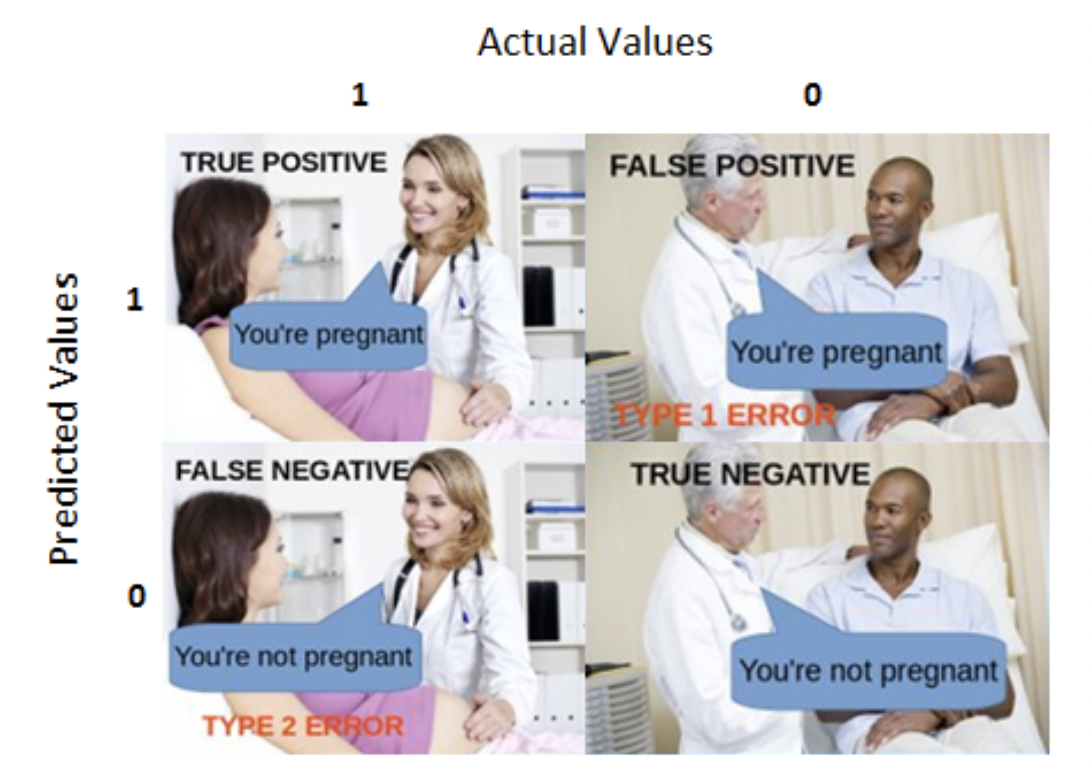 Actual Values
1 0
TRUE POSITIVE FALSE POSITIVE
Predicted Values
1
You're pregnant You're pregnant
TYPE 1 ERROR
FALSE NEGATIVE TRUE NEGATIVE
0
You're not pregnant You're not pregnant
TYPE 2 ERROR